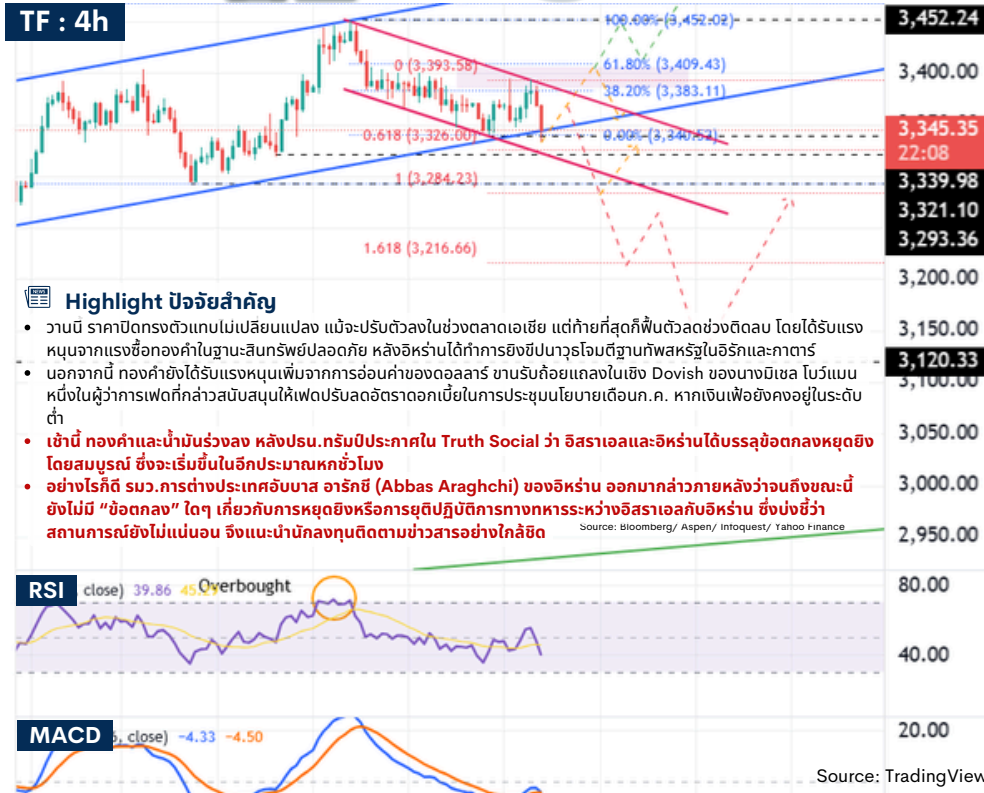 TF : 4h
100.00% (3,452.02)
3,452.24
0 (3,393.58)
61.80% (3,409.43)
3,400.00
38.20% (3,383.11)
0.618 (3,326.00)
0.00% (3,340.52)
3,345.35
22:08
1 (3,284.23)
3,339.98
3,321.10
3,293.36
1.618 (3,216.66)
3,200.00
Highlight ปัจจัยสำคัญ
• วานนี้ ราคาปิดทรงตัวแทบไม่เปลี่ยนแปลง แม้จะปรับตัวลงในช่วงตลาดเอเชีย แต่ท้ายที่สุดก็ฟื้นตัวลดช่วงติดลบ โดยได้รับแรง
หนุนจากแรงซื้อทองคำในฐานะสินทรัพย์ปลอดภัย หลังอิหร่านได้ทำการยิงขีปนาวุธโจมตีฐานทัพสหรัฐในอิรักและกาตาร์
3,150.00
• นอกจากนี้ ทองคำยังได้รับแรงหนุนเพิ่มจากการอ่อนค่าของดอลลาร์ ขานรับถ้อยแถลงในเชิง Dovish ของนางมิเชล โบว์แมน
หนึ่งในผู้ว่าการเฟดที่กล่าวสนับสนุนให้เฟดปรับลดอัตราดอกเบี้ยในการประชุมนโยบายเดือนก.ค. หากเงินเฟ้อยังคงอยู่ในระดับ
ต่ำ
3,120.33
3,100.00
• เช้านี้ ทองคำและน้ำมันร่วงลง หลังปธน.ทรัมป์ประกาศใน Truth Social ว่า อิสราเอลและอิหร่านได้บรรลุข้อตกลงหยุดยิง
โดยสมบูรณ์ ซึ่งจะเริ่มขึ้นในอีกประมาณหกชั่วโมง
3,050.00
• อย่างไรก็ดี รมว.การต่างประเทศอับบาส อารักชี (Abbas Araghchi) ของอิหร่าน ออกมากล่าวภายหลังว่าจนถึงขณะนี้
ยังไม่มี “ข้อตกลง” ใดๆ เกี่ยวกับการหยุดยิงหรือการยุติปฏิบัติการทางทหารระหว่างอิสราเอลกับอิหร่าน ซึ่งบ่งชี้ว่า
สถานการณ์ยังไม่แน่นอน จึงแนะนำนักลงทุนติดตามข่าวสารอย่างใกล้ชิด
3,000.00
Source: Bloomberg/ Aspen/ Infoquest/ Yahoo Finance
2,950.00
RSI
close) 39.86
Overbought
80.00
40.00
MACD
, close) −4.33 −4.50
20.00
Source: TradingView